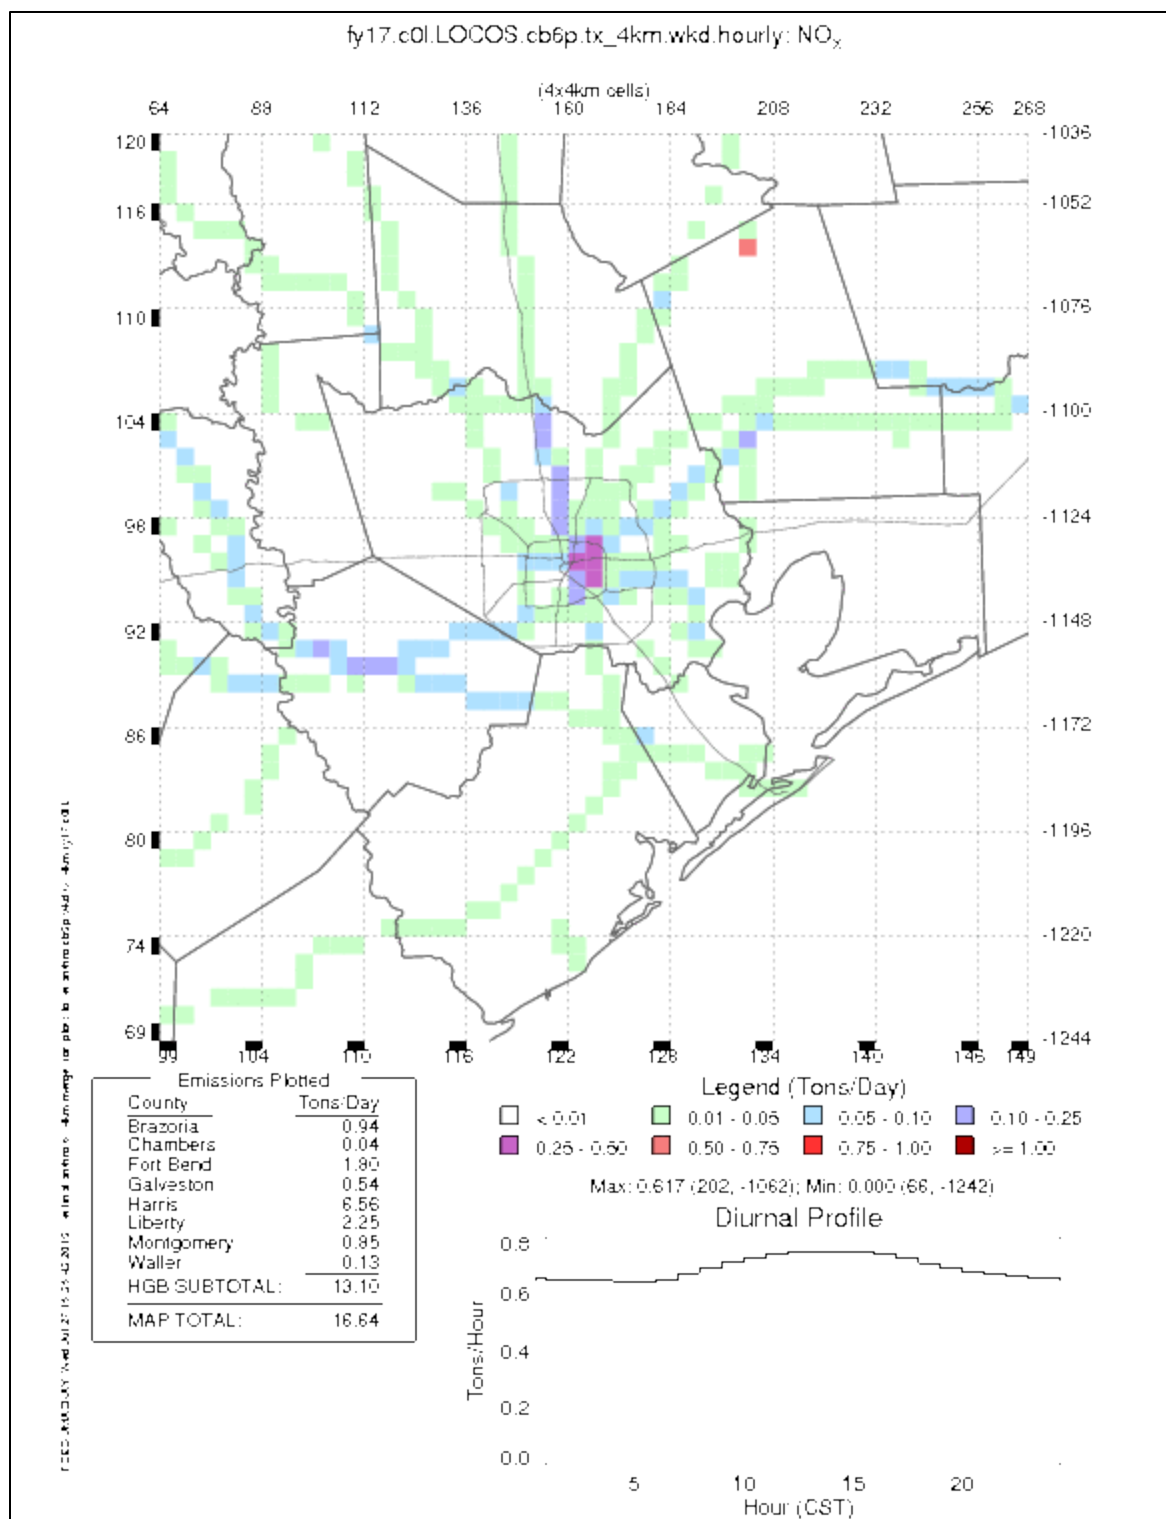 fy17.c0l.LOCOS.cb6p.tx_4km.wkd.hourly: NOx
(4x4km cells)
64 88 112 136 160 184 208 232 256 268
120 -1036
116 -1052
110 -1076
104 -1100
98 -1124
92 -1148
86 -1172
80 -1196
74 -1220
69 -1244
99 104 110 116 122 128 134 140 146 149
Emissions Plotted
County Tons/Day
Brazoria 0.94
Chambers 0.04
Fort Bend 1.80
Galveston 0.54
Harris 6.56
Liberty 2.25
Montgomery 0.85
Waller 0.13
HGB SUBTOTAL: 13.10
MAP TOTAL: 16.64
Legend (Tons/Day)
< 0.01 0.01 - 0.05 0.05 - 0.10 0.10 - 0.25
0.25 - 0.50 0.50 - 0.75 0.75 - 1.00 >= 1.00
Max: 0.617 (202, -1062); Min: 0.000 (66, -1242)
Diurnal Profile
Tons/Hour
0.8
0.6
0.4
0.2
0.0
5 10 15 20
Hour (CST)